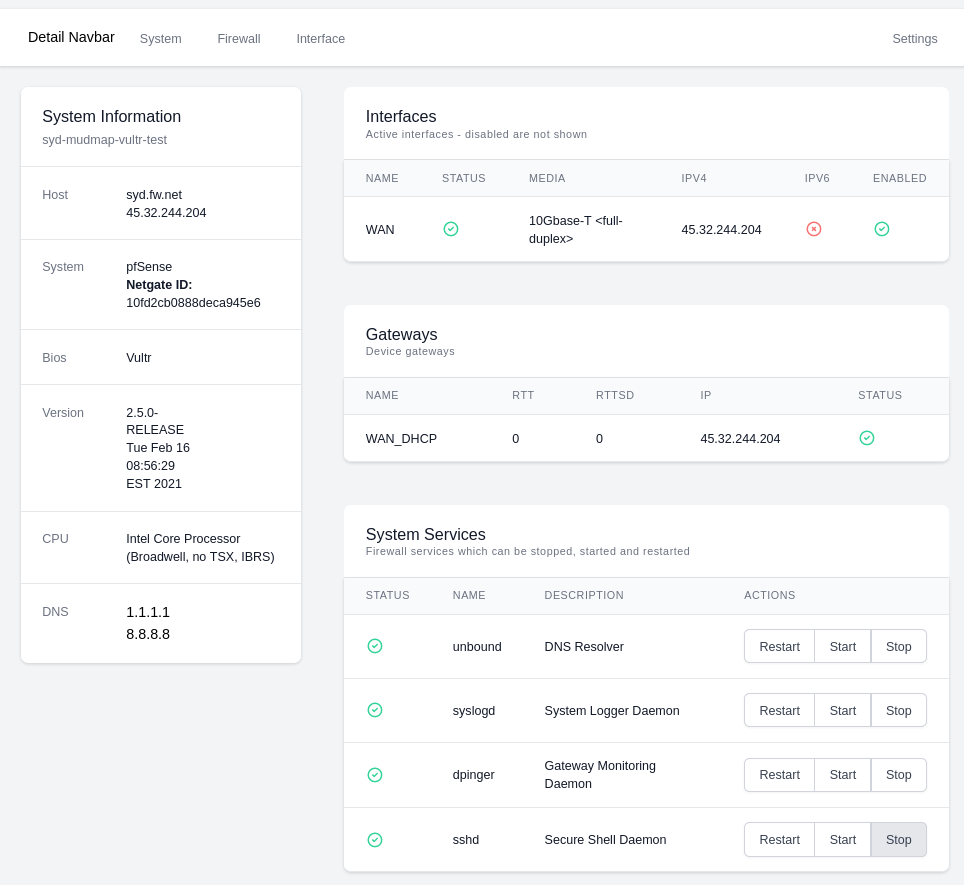 Detail Navbar System Firewall Interface Settings
System Information
syd-mudmap-vultr-test
Host syd.fw.net
45.32.244.204
System pfSense
Netgate ID:
10fd2cb0888deca945e6
Bios Vultr
Version 2.5.0-
RELEASE
Tue Feb 16
08:56:29
EST 2021
CPU Intel Core Processor
(Broadwell, no TSX, IBRS)
DNS 1.1.1.1
8.8.8.8
Interfaces
Active interfaces - disabled are not shown
NAME STATUS MEDIA IPV4 IPV6 ENABLED
WAN 10Gbase-T <full-
duplex> 45.32.244.204
Gateways
Device gateways
NAME RTT RTTSD IP STATUS
WAN_DHCP 0 0 45.32.244.204
System Services
Firewall services which can be stopped, started and restarted
STATUS NAME DESCRIPTION ACTIONS
unbound DNS Resolver Restart Start Stop
syslogd System Logger Daemon Restart Start Stop
dpinger Gateway Monitoring
Daemon Restart Start Stop
sshd Secure Shell Daemon Restart Start Stop